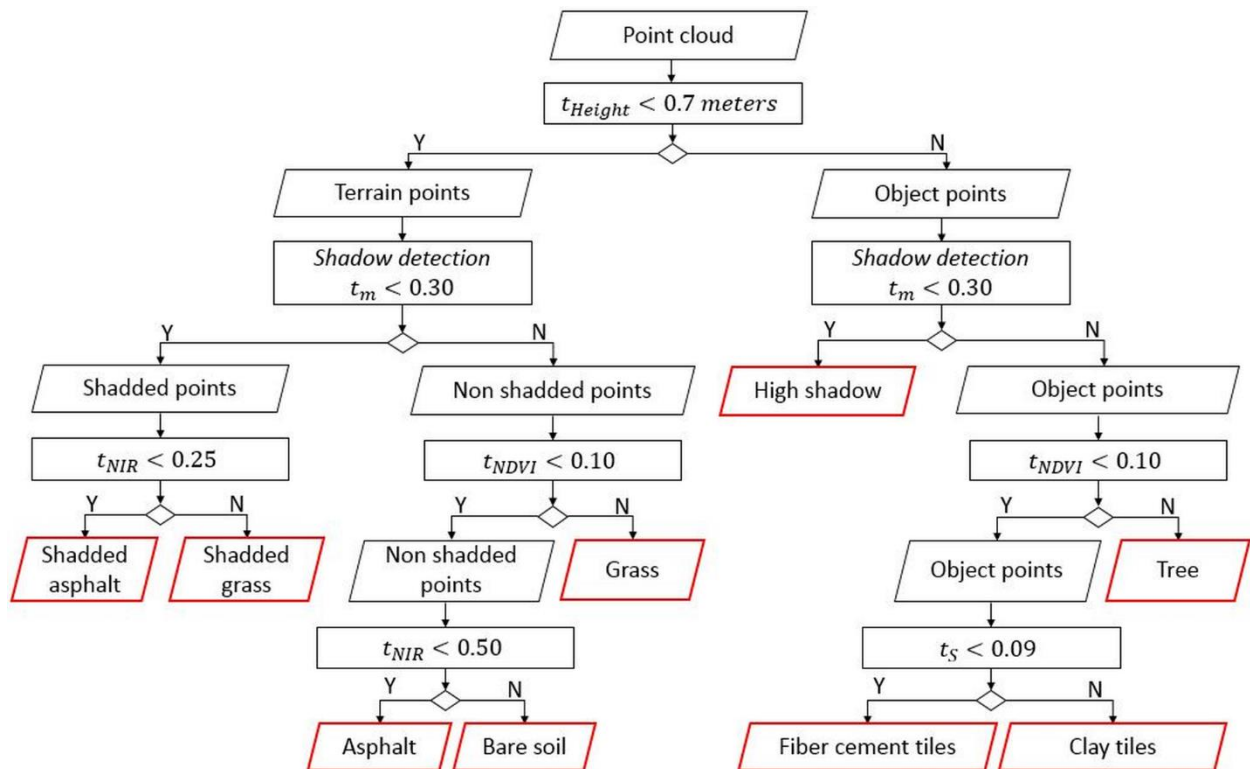 Point cloud
t_Height < 0.7 meters
Y
N
Terrain points
Object points
Shadow detection
t_m < 0.30
Shadow detection
t_m < 0.30
Y
N
Y
N
Shadded points
Non shadded points
High shadow
Object points
t_NIR < 0.25
t_NDVI < 0.10
t_NDVI < 0.10
Y
N
Y
N
Y
N
Shadded
asphalt
Shadded
grass
Non shadded
points
Grass
Object points
Tree
t_NIR < 0.50
t_S < 0.09
Y
N
Y
N
Asphalt
Bare soil
Fiber cement tiles
Clay tiles